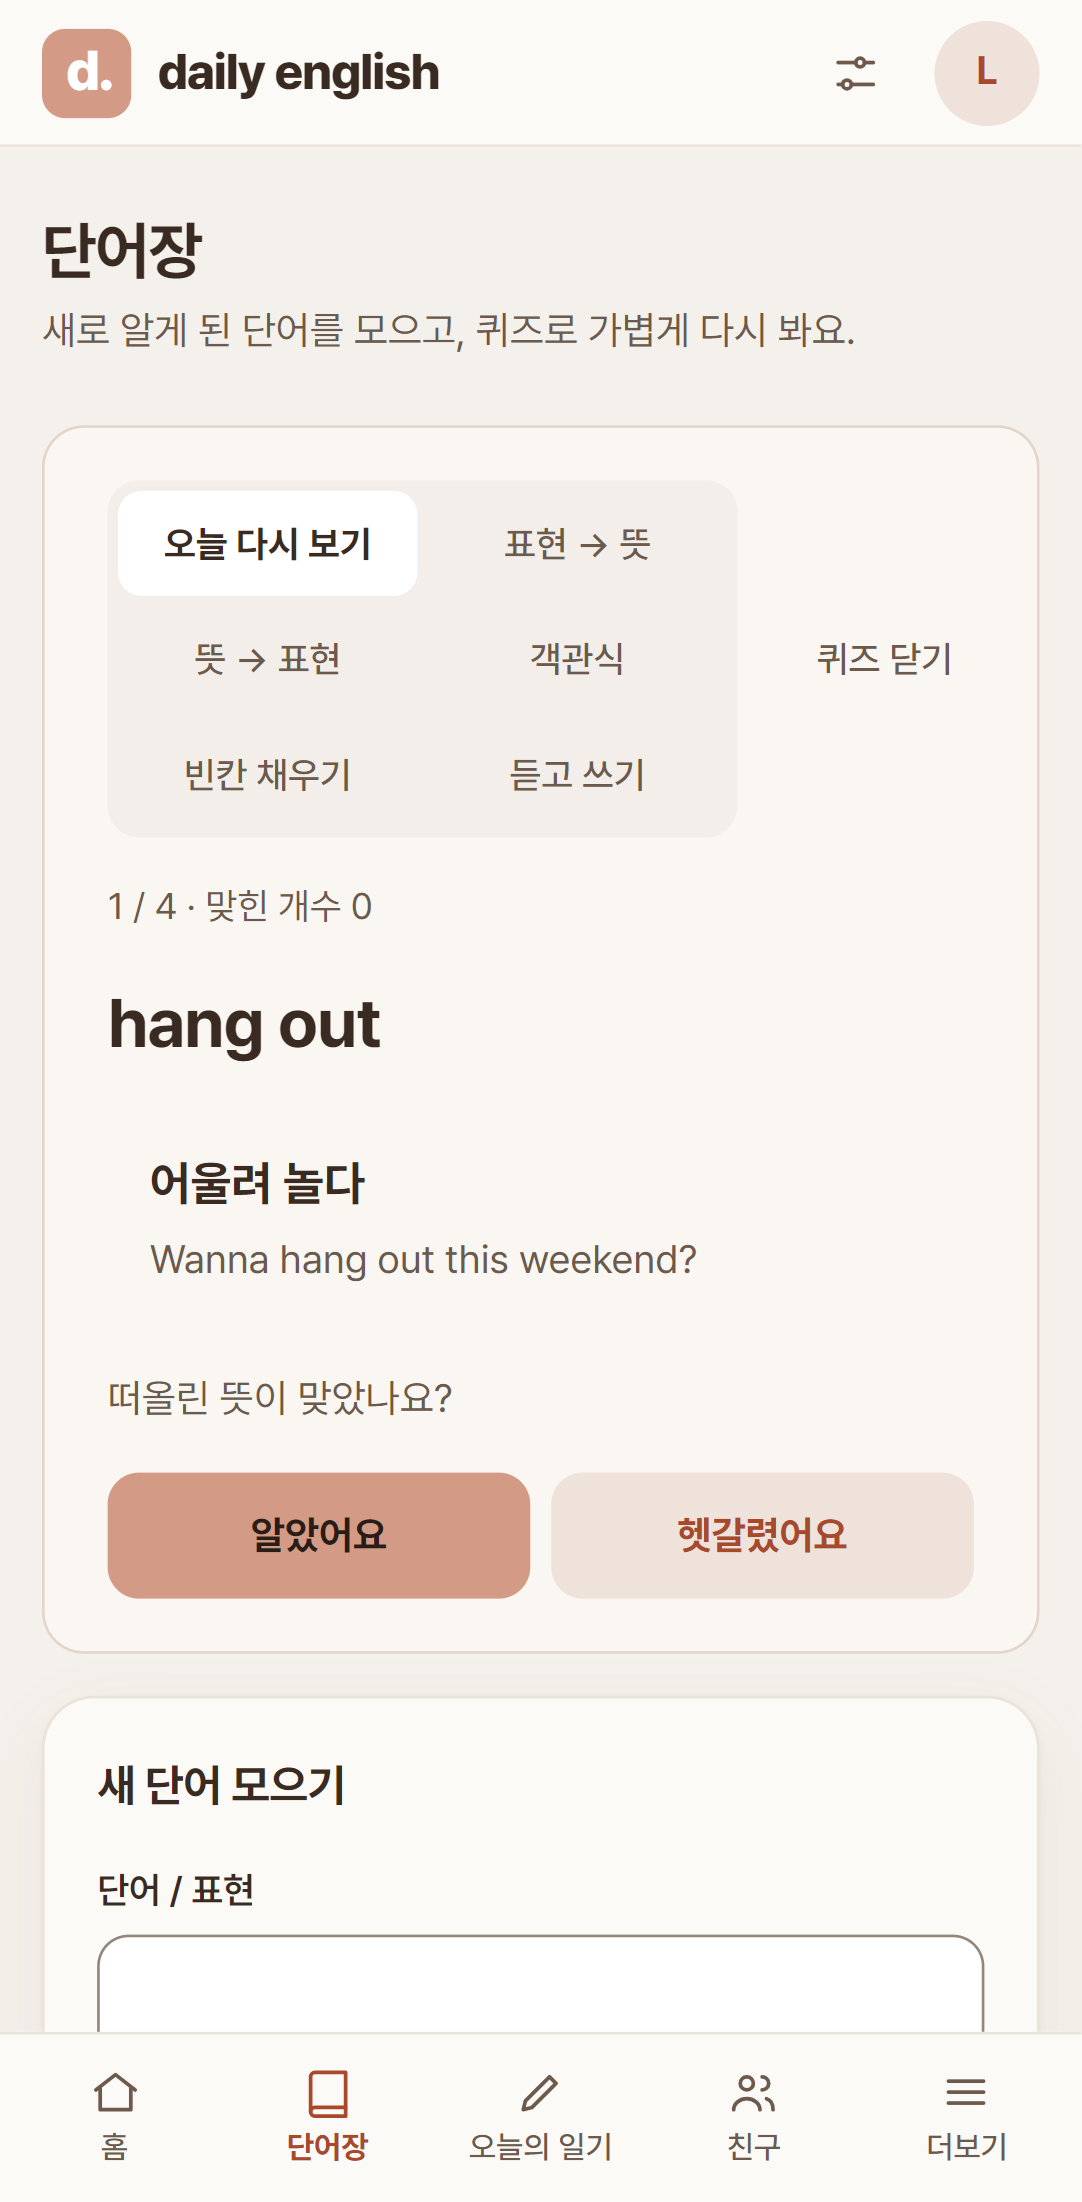 d. daily english
L
단어장
새로 알게 된 단어를 모으고, 퀴즈로 가볍게 다시 봐요.
오늘 다시 보기 표현 → 뜻
뜻 → 표현 객관식 퀴즈 닫기
빈칸 채우기 듣고 쓰기
1 / 4 · 맞힌 개수 0
hang out
어울려 놀다
Wanna hang out this weekend?
떠올린 뜻이 맞았나요?
알았어요 헷갈렸어요
새 단어 모으기
단어 / 표현
홈 단어장 오늘의 일기 친구 더보기